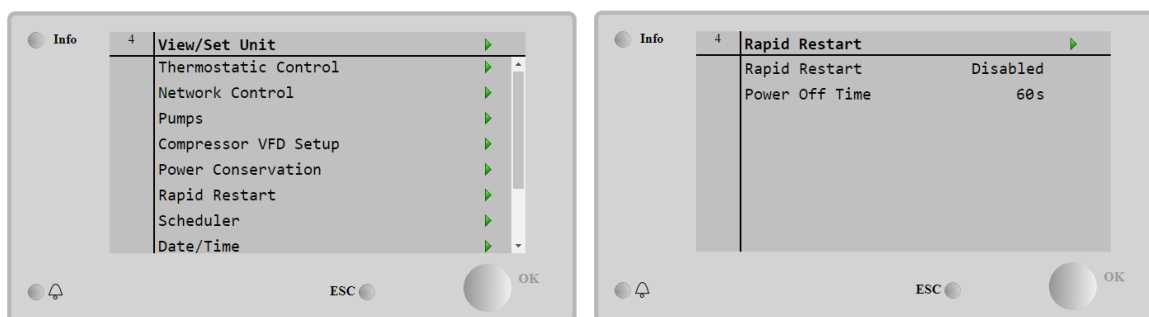 Info
4
View/Set Unit
Thermostatic Control
Network Control
Pumps
Compressor VFD Setup
Power Conservation
Rapid Restart
Scheduler
Date/Time
ESC
OK
Info
4
Rapid Restart
Rapid Restart Disabled
Power Off Time 60s
ESC
OK